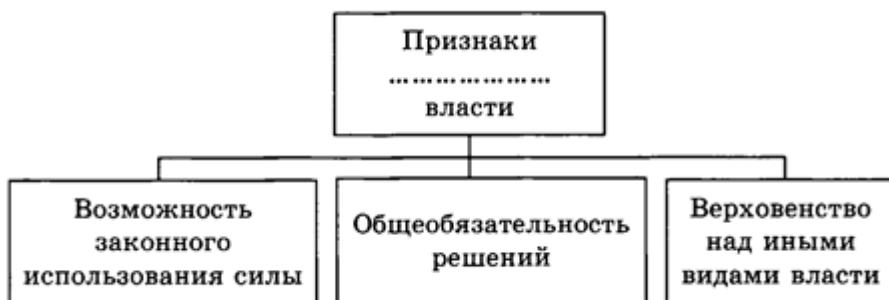 Признаки
.....................
власти
Возможность
законного
использования силы
Общеобязательность
решений
Верховенство
над иными
видами власти